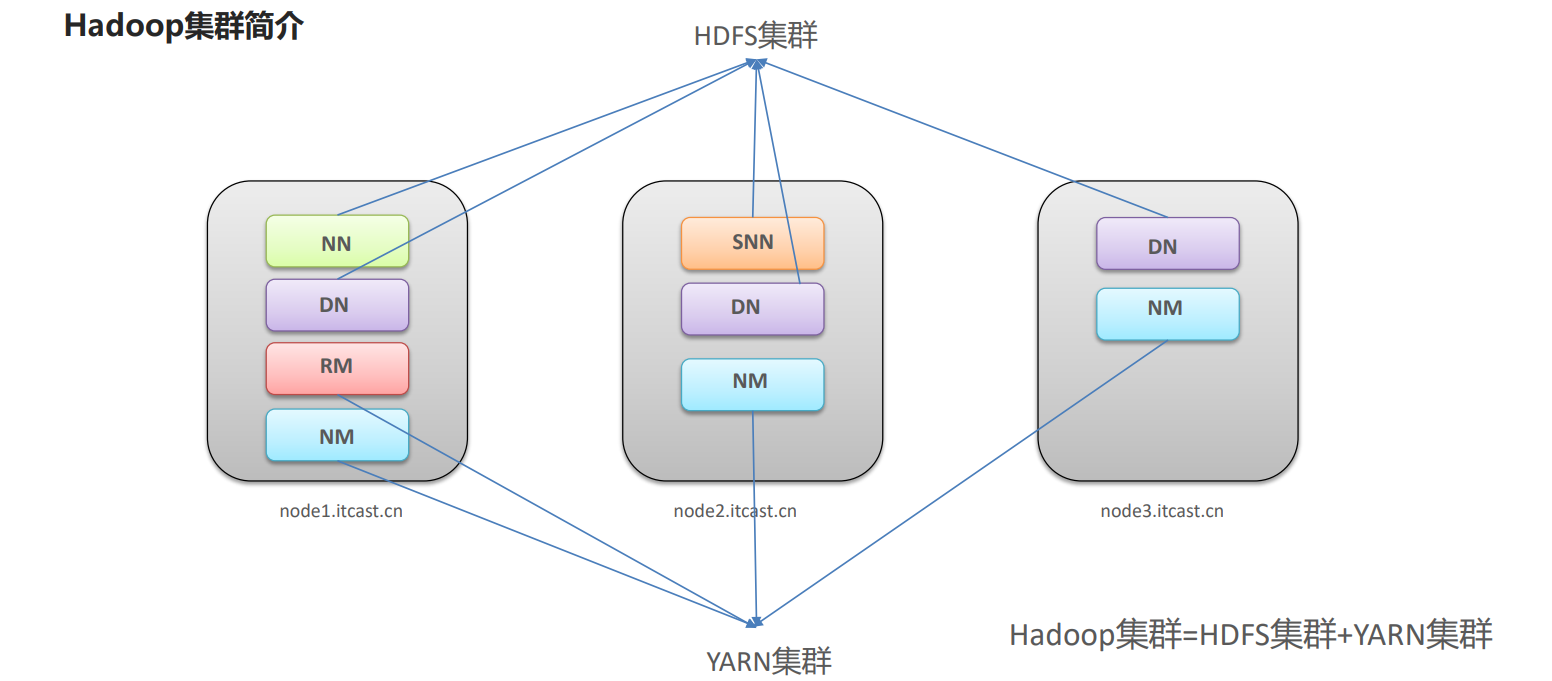 Hadoop集群简介
HDFS集群
NN
DN
RM
NM
node1.itcast.cn
SNN
DN
NM
node2.itcast.cn
DN
NM
node3.itcast.cn
YARN集群
Hadoop集群=HDFS集群+YARN集群